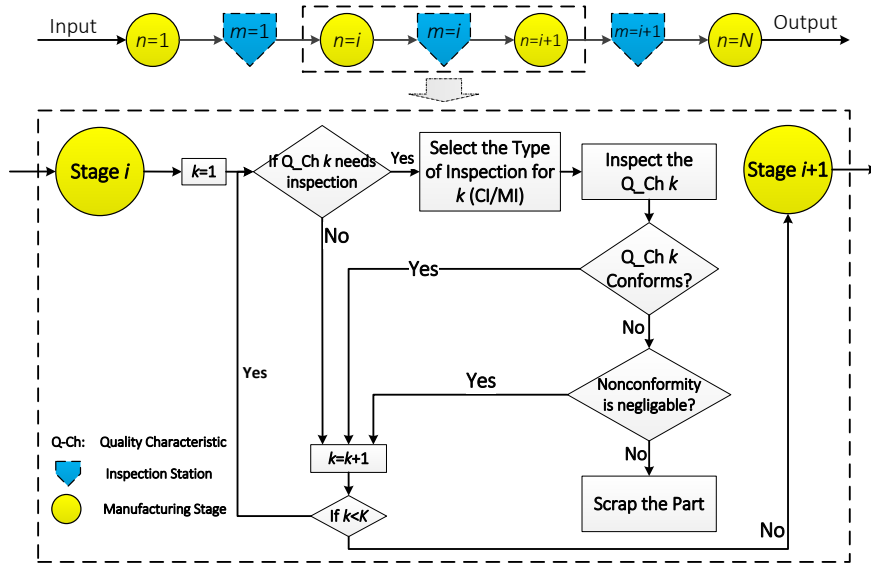 Input
n=1
m=1
n=i
m=i
n=i+1
m=i+1
n=N
Output
Stage i
k=1
If Q_Ch k needs
inspection
Yes
Select the Type
of Inspection for
k (CI/MI)
Inspect the
Q_Ch k
Stage i+1
No
Q_Ch k
Conforms?
Yes
No
Yes
Nonconformity
is negligable?
Yes
No
k=k+1
Scrap the Part
If k<K
No
Q-Ch: Quality Characteristic
Inspection Station
Manufacturing Stage